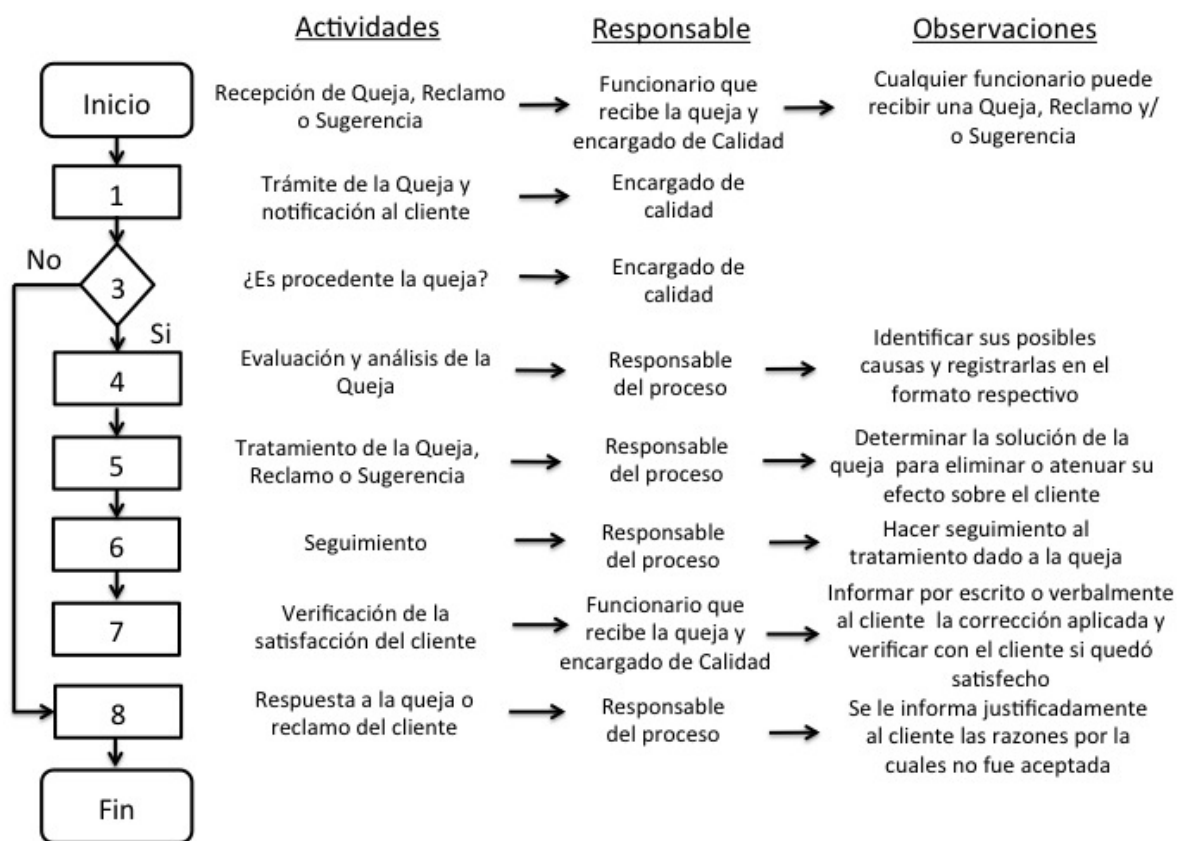 Actividades
Responsable
Observaciones
Inicio
Recepción de Queja, Reclamo
o Sugerencia
Funcionario que
recibe la queja y
encargado de Calidad
Cualquier funcionario puede
recibir una Queja, Reclamo y/
o Sugerencia
1
Trámite de la Queja y
notificación al cliente
Encargado de
calidad
No
3
¿Es procedente la queja?
Encargado de
calidad
Si
4
Evaluación y análisis de la
Queja
Responsable
del proceso
Identificar sus posibles
causas y registrarlas en el
formato respectivo
5
Tratamiento de la Queja,
Reclamo o Sugerencia
Responsable
del proceso
Determinar la solución de la
queja para eliminar o atenuar su
efecto sobre el cliente
6
Seguimiento
Responsable
del proceso
Hacer seguimiento al
tratamiento dado a la queja
7
Verificación de la
satisfacción del cliente
Funcionario que
recibe la queja y
encargado de Calidad
Informar por escrito o verbalmente
al cliente la corrección aplicada y
verificar con el cliente si quedó
satisfecho
8
Respuesta a la queja o
reclamo del cliente
Responsable
del proceso
Se le informa justificadamente
al cliente las razones por la
cuales no fue aceptada
Fin